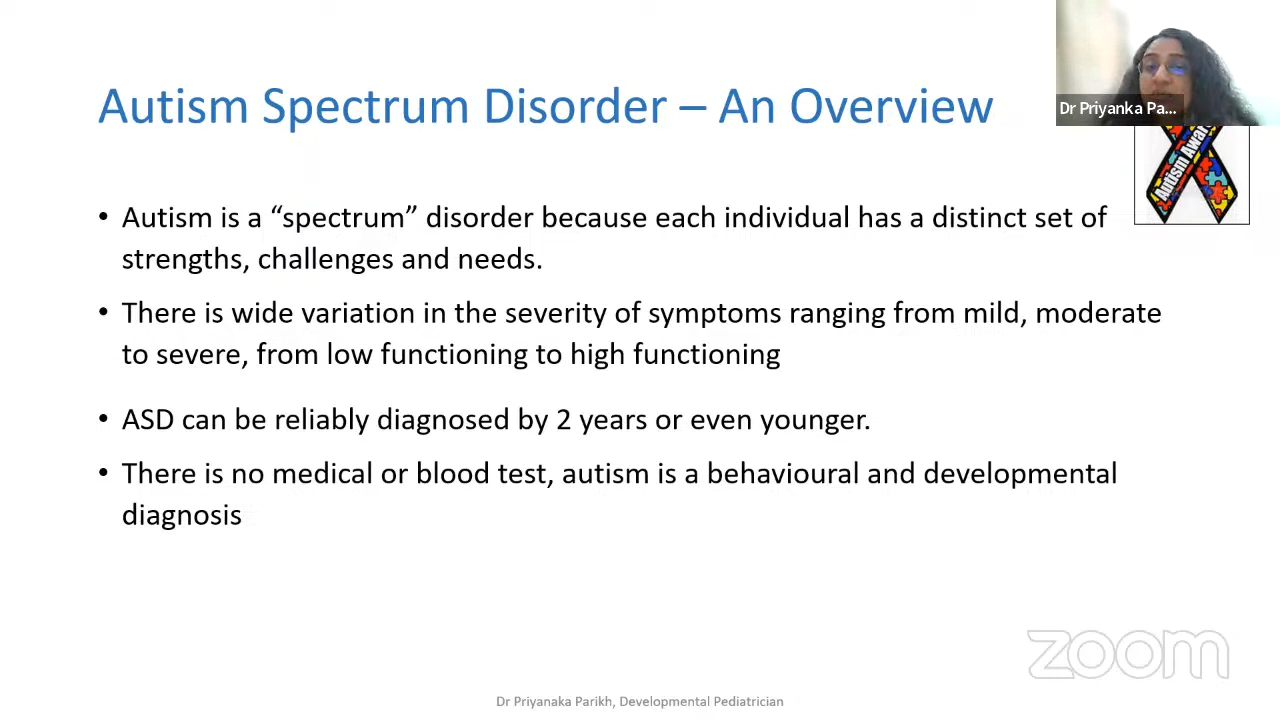 Autism Spectrum Disorder – An Overview
Dr Priyanka Pa...
Autism
• Autism is a “spectrum” disorder because each individual has a distinct set of
strengths, challenges and needs.
• There is wide variation in the severity of symptoms ranging from mild, moderate
to severe, from low functioning to high functioning
• ASD can be reliably diagnosed by 2 years or even younger.
• There is no medical or blood test, autism is a behavioural and developmental
diagnosis
zoom
Dr Priyanaka Parikh, Developmental Pediatrician